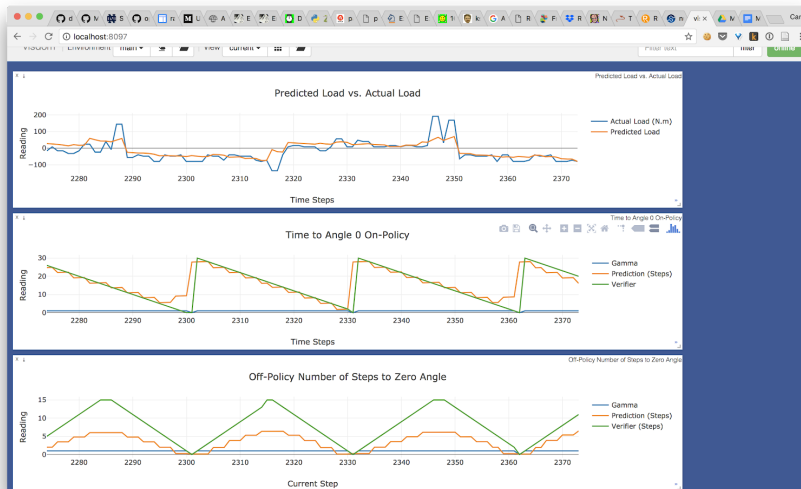 localhost:8097
VISDOM Environment main View current Filter text filter online
Predicted Load vs. Actual Load
Predicted Load vs. Actual Load
200
100
0
−100
Reading
2280 2290 2300 2310 2320 2330 2340 2350 2360 2370
Time Steps
Actual Load (N.m)
Predicted Load
Time to Angle 0 On-Policy
Time to Angle 0 On-Policy
30
20
10
0
Reading
2280 2290 2300 2310 2320 2330 2340 2350 2360 2370
Time Steps
Gamma
Prediction (Steps)
Verifier
Off-Policy Number of Steps to Zero Angle
Off-Policy Number of Steps to Zero Angle
15
10
5
0
Reading
2280 2290 2300 2310 2320 2330 2340 2350 2360 2370
Current Step
Gamma
Prediction (Steps)
Verifier (Steps)